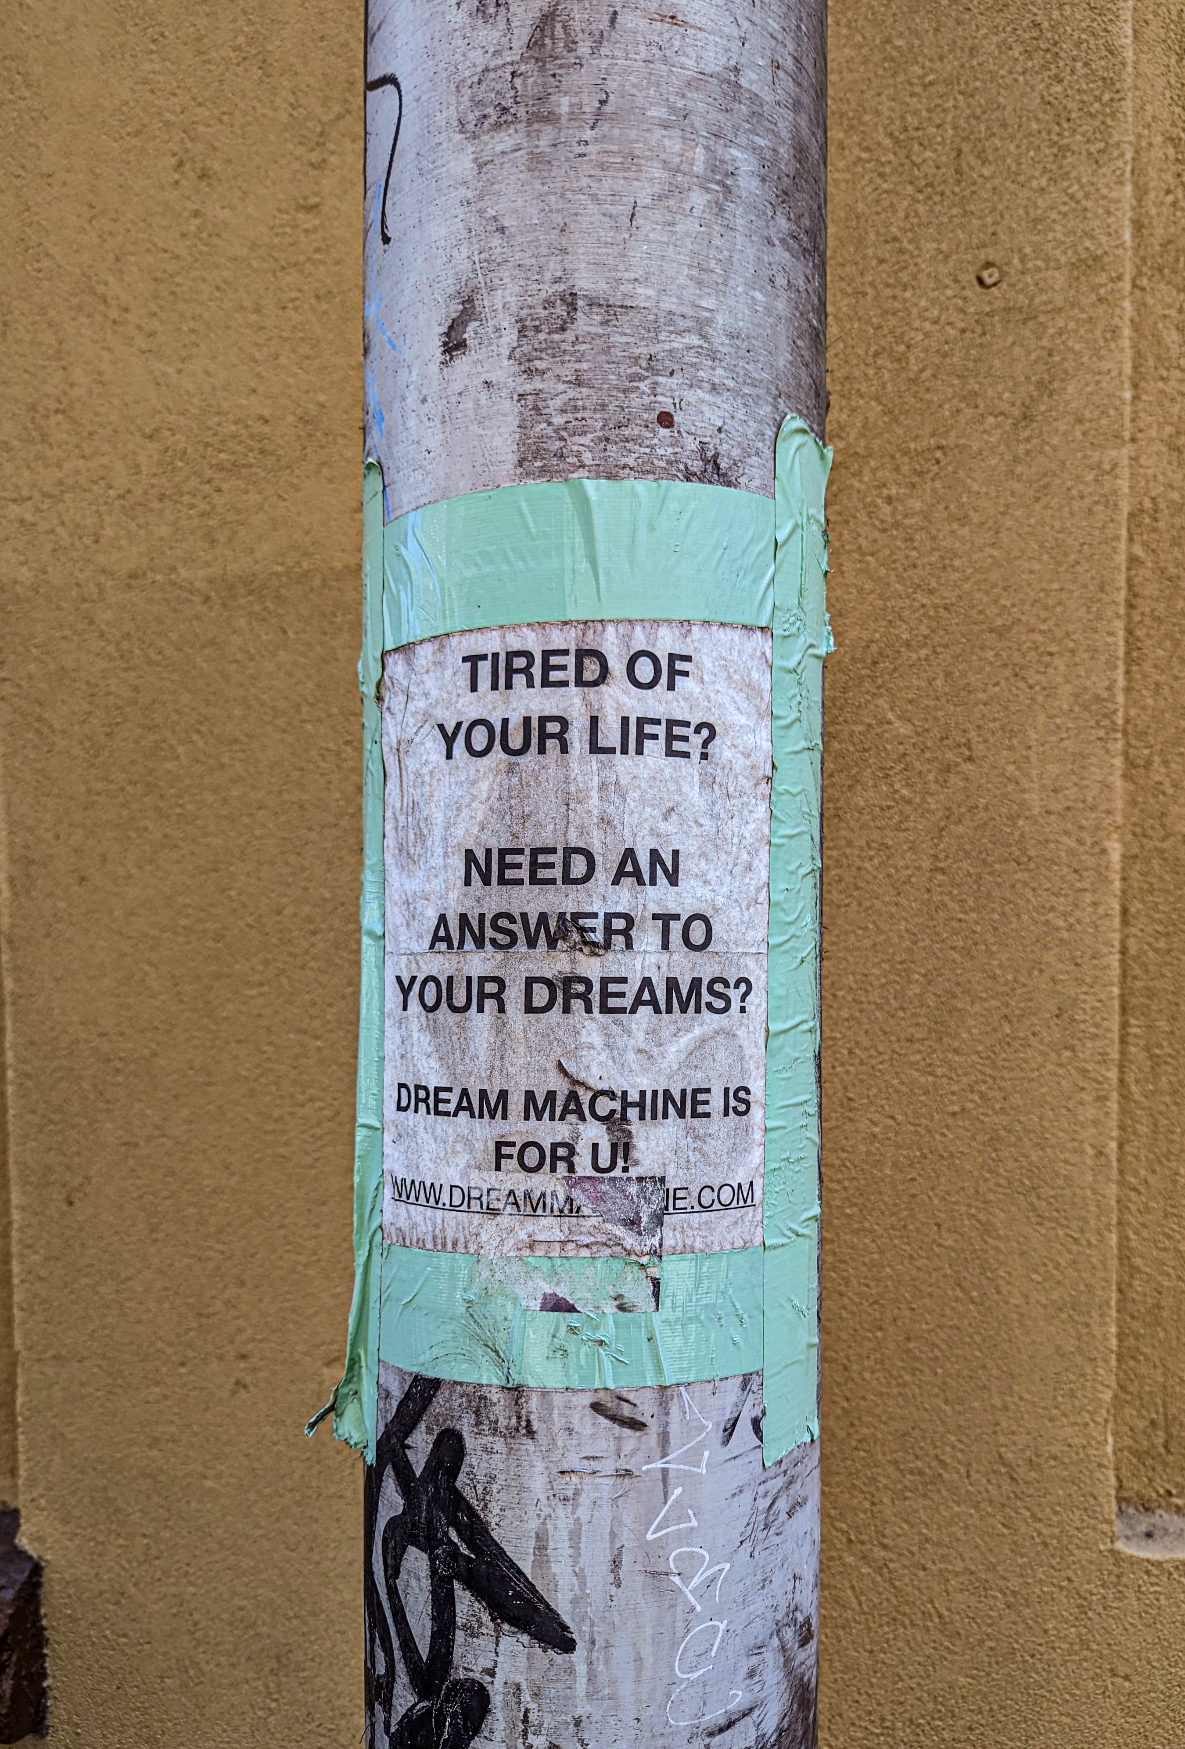 TIRED OF
YOUR LIFE?
NEED AN
ANSWER TO
YOUR DREAMS?
DREAM MACHINE IS
FOR U!